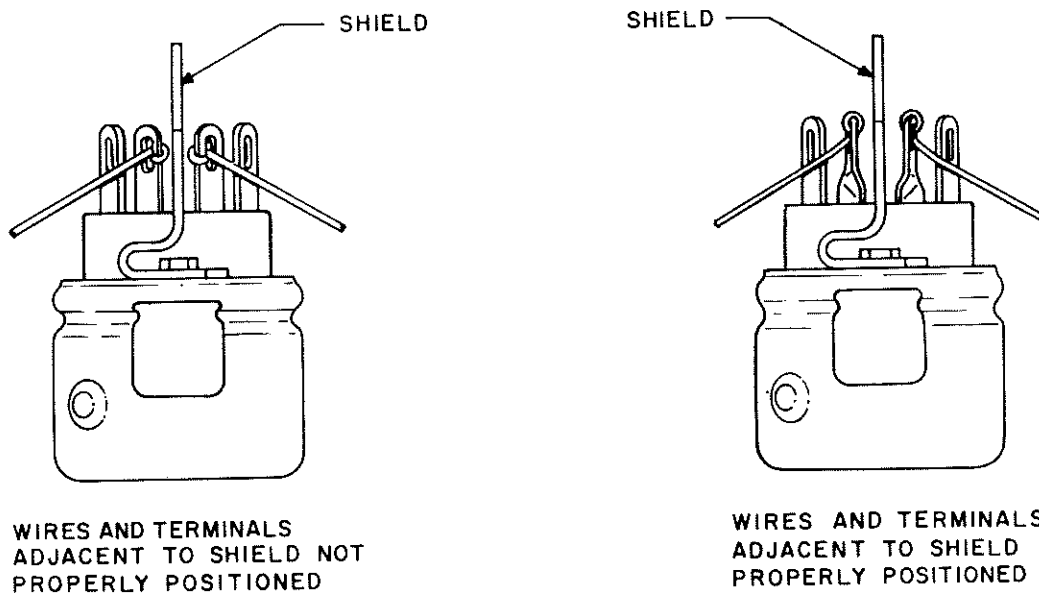 SHIELD
SHIELD
WIRES AND TERMINALS
ADJACENT TO SHIELD NOT
PROPERLY POSITIONED
WIRES AND TERMINALS
ADJACENT TO SHIELD
PROPERLY POSITIONED